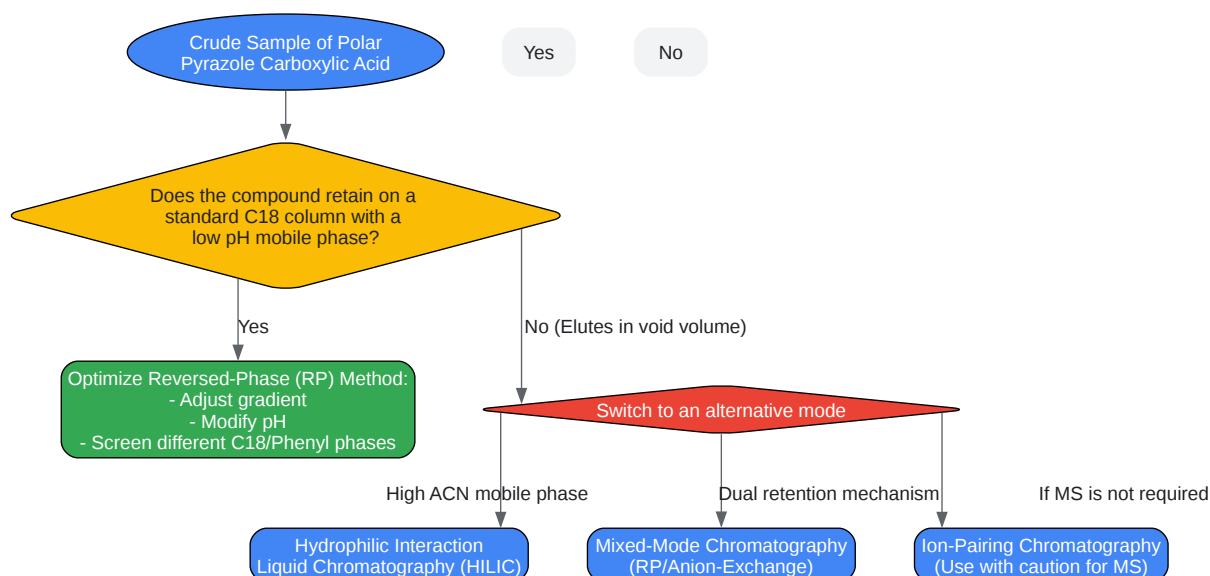 Crude Sample of Polar
Pyrazole Carboxylic Acid
Yes
No
Does the compound retain on a
standard C18 column with a
low pH mobile phase?
Yes
No (Elutes in void volume)
Optimize Reversed-Phase (RP) Method:
- Adjust gradient
- Modify pH
- Screen different C18/Phenyl phases
Switch to an alternative mode
High ACN mobile phase
Dual retention mechanism
If MS is not required
Hydrophilic Interaction
Liquid Chromatography (HILIC)
Mixed-Mode Chromatography
(RP/Anion-Exchange)
Ion-Pairing Chromatography
(Use with caution for MS)